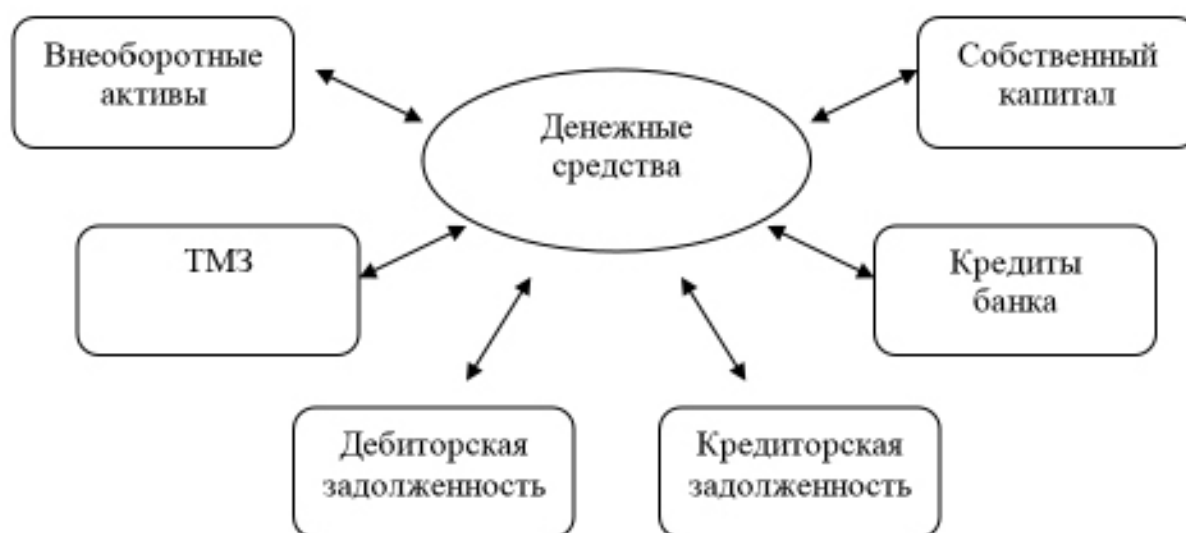 Внеоборотные
активы
Денежные
средства
Собственный
капитал
ТМЗ
Кредиты
банка
Дебиторская
задолженность
Кредиторская
задолженность